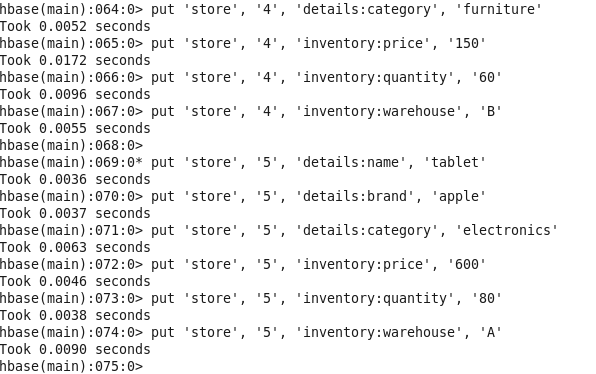 hbase(main):064:0> put 'store', '4', 'details:category', 'furniture'
Took 0.0052 seconds
hbase(main):065:0> put 'store', '4', 'inventory:price', '150'
Took 0.0172 seconds
hbase(main):066:0> put 'store', '4', 'inventory:quantity', '60'
Took 0.0096 seconds
hbase(main):067:0> put 'store', '4', 'inventory:warehouse', 'B'
Took 0.0055 seconds
hbase(main):068:0>
hbase(main):069:0* put 'store', '5', 'details:name', 'tablet'
Took 0.0036 seconds
hbase(main):070:0> put 'store', '5', 'details:brand', 'apple'
Took 0.0037 seconds
hbase(main):071:0> put 'store', '5', 'details:category', 'electronics'
Took 0.0063 seconds
hbase(main):072:0> put 'store', '5', 'inventory:price', '600'
Took 0.0046 seconds
hbase(main):073:0> put 'store', '5', 'inventory:quantity', '80'
Took 0.0038 seconds
hbase(main):074:0> put 'store', '5', 'inventory:warehouse', 'A'
Took 0.0090 seconds
hbase(main):075:0>